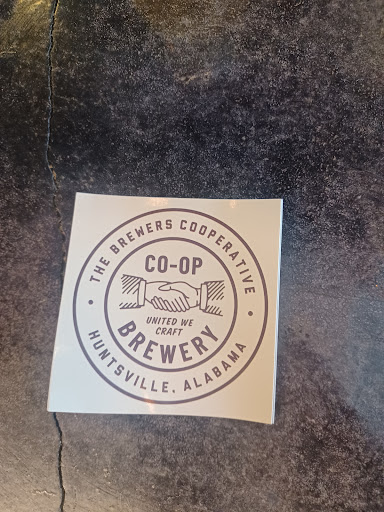 THE BREWERS COOPERATIVE
CO-OP
UNITED WE
CRAFT
BREWERY
HUNTSVILLE, ALABAMA